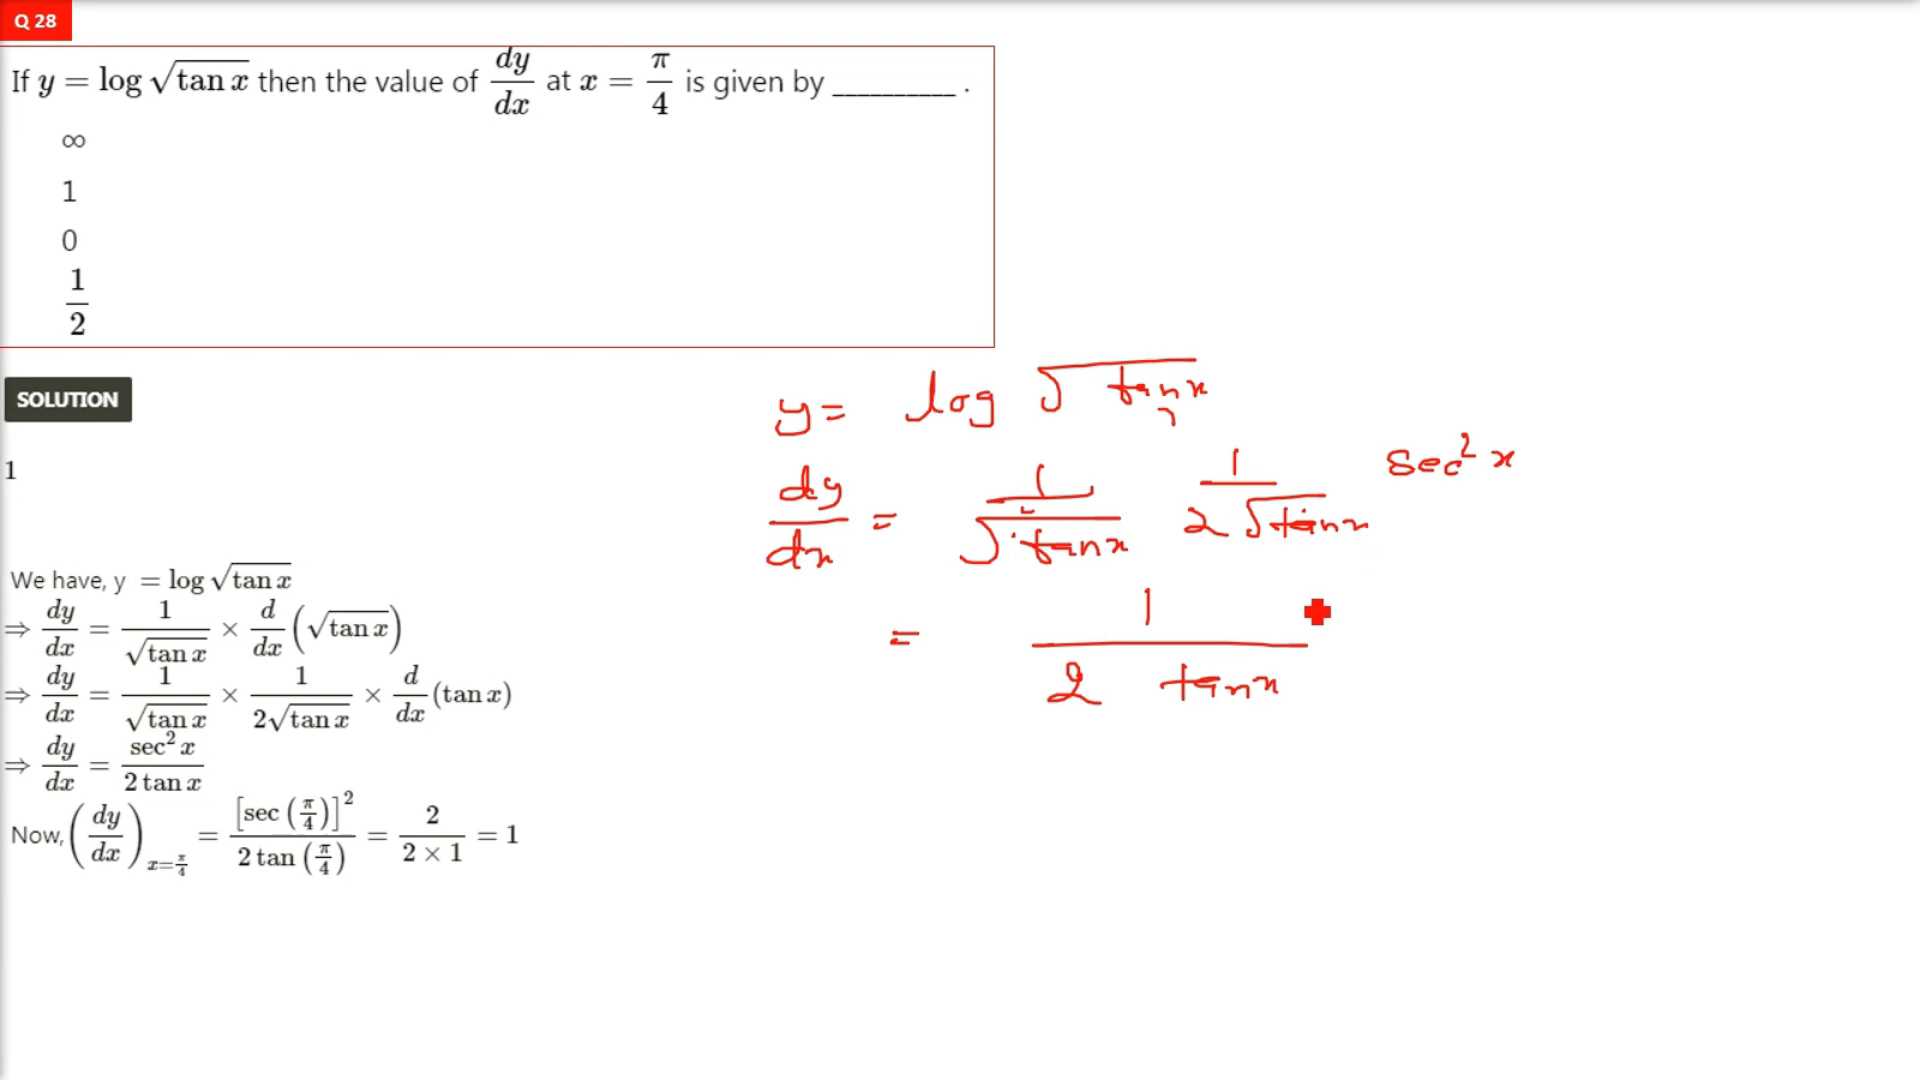 Q 28
If y = log √(tan x) then the value of dy/dx at x = π/4 is given by __________ .
∞
1
0
1/2
SOLUTION
1
We have, y = log √(tan x)
⇒ dy/dx = 1/√(tan x) × d/dx (√(tan x))
⇒ dy/dx = 1/√(tan x) × 1/(2√(tan x)) × d/dx (tan x)
⇒ dy/dx = sec² x/(2 tan x)
Now, (dy/dx)ₓ₌π/4 = [sec (π/4)]²/(2 tan (π/4)) = 2/(2 × 1) = 1
y = log √(tan x)
dy/dx = 1/√(tan x) 1/(2 √(tan x)) sec² x
= 1/(2 tan x)